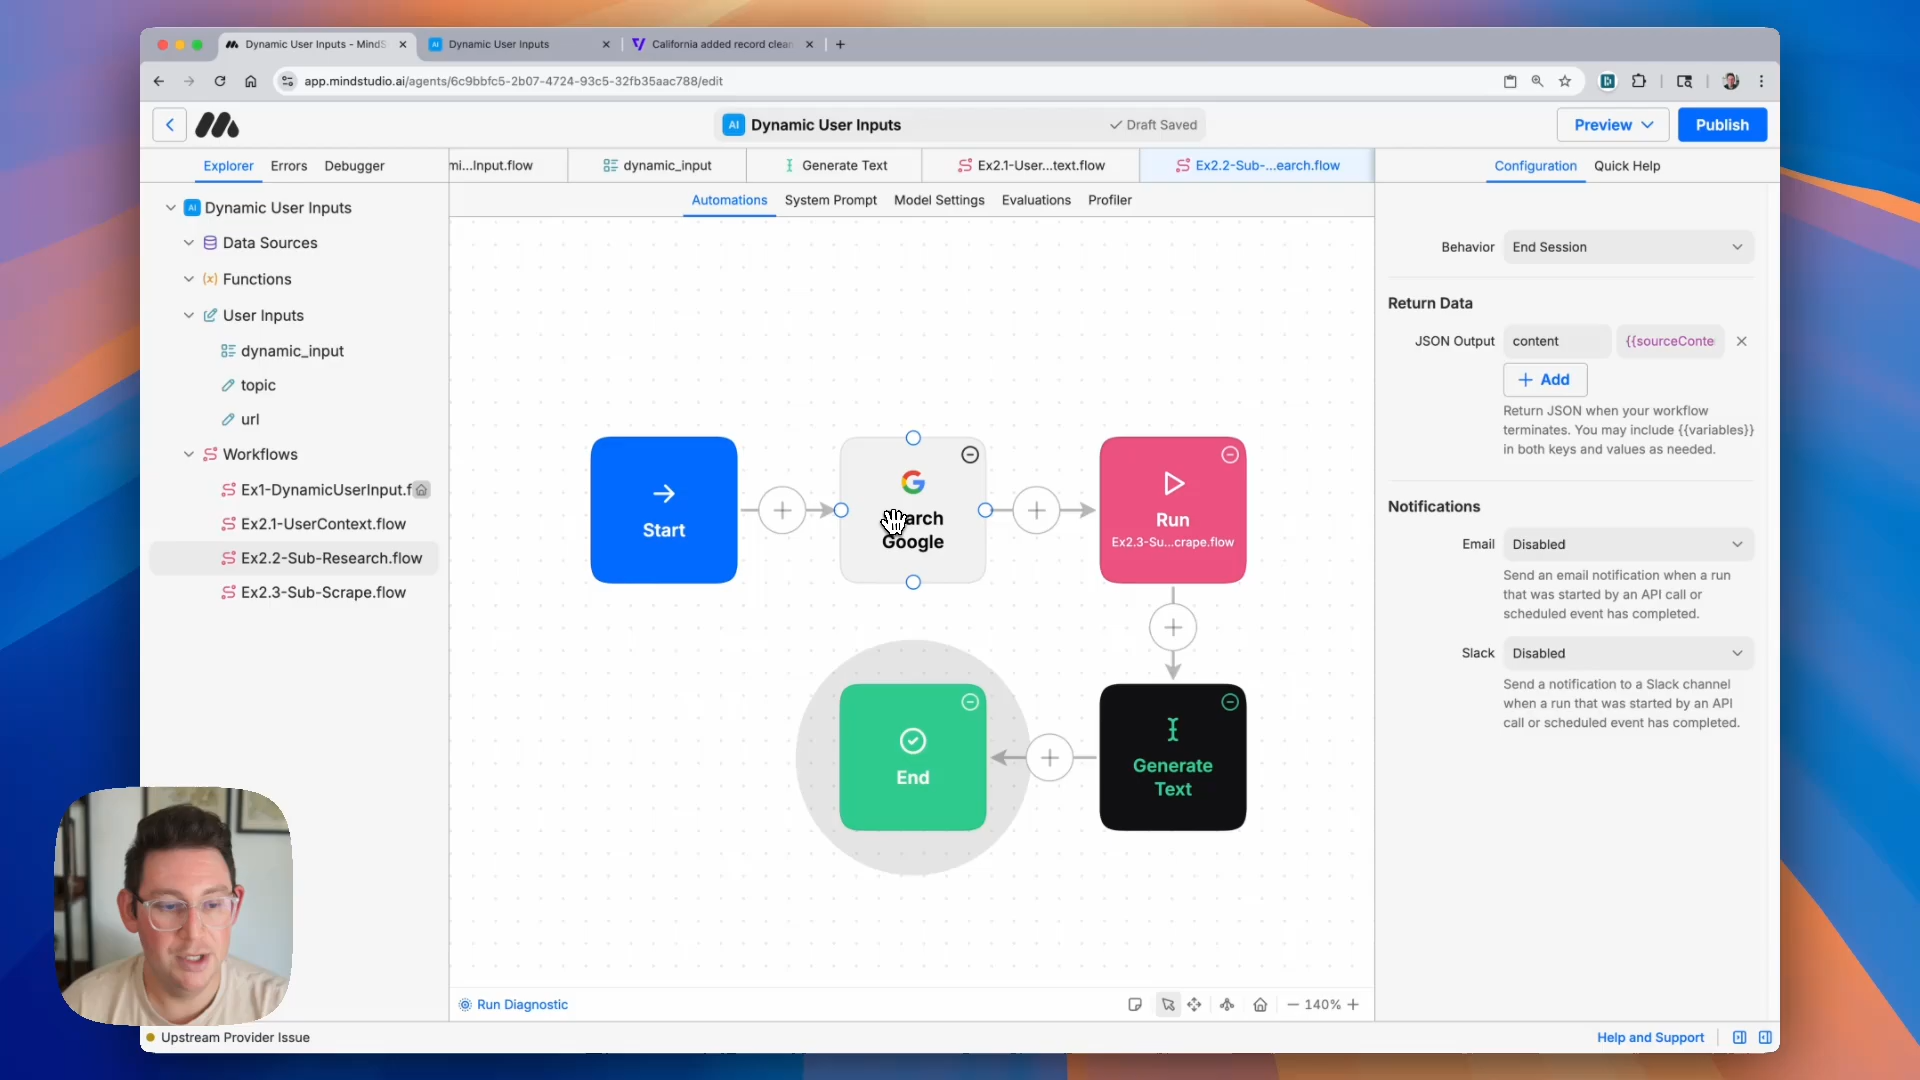 Dynamic User Inputs - MindS
Dynamic User Inputs
California added record clean
app.mindstudio.ai/agents/6c9bbfc5-2b07-4724-93c5-32fb35aac788/edit
AI Dynamic User Inputs
Draft Saved
Preview
Publish
Explorer
Errors
Debugger
mi...Input.flow
dynamic_input
Generate Text
Ex2.1-User...text.flow
Ex2.2-Sub-...earch.flow
Configuration
Quick Help
Automations
System Prompt
Model Settings
Evaluations
Profiler
AI Dynamic User Inputs
Data Sources
Functions
User Inputs
dynamic_input
topic
url
Workflows
Ex1-DynamicUserInput.f
Ex2.1-UserContext.flow
Ex2.2-Sub-Research.flow
Ex2.3-Sub-Scrape.flow
Start
arch
Google
Run
Ex2.3-Su...crape.flow
End
Generate
Text
Behavior
End Session
Return Data
JSON Output
content
{{sourceConte
+ Add
Return JSON when your workflow
terminates. You may include {{variables}}
in both keys and values as needed.
Notifications
Email
Disabled
Send an email notification when a run
that was started by an API call or
scheduled event has completed.
Slack
Disabled
Send a notification to a Slack channel
when a run that was started by an API
call or scheduled event has completed.
Run Diagnostic
140%
Upstream Provider Issue
Help and Support